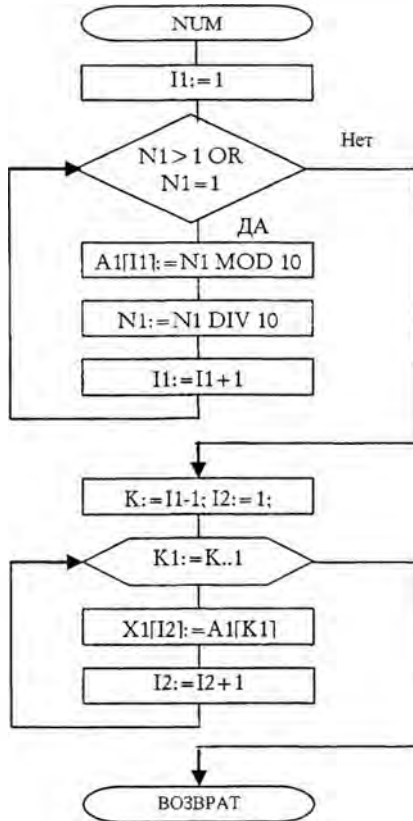 NUM
I1:=1
Нет
N1>1 OR
N1=1
ДА
A1[I1]:=N1 MOD 10
N1:=N1 DIV 10
I1:=I1+1
K:=I1-1; I2:=1;
K1:=K..1
X1[I2]:=A1[K1]
I2:=I2+1
ВОЗВРАТ